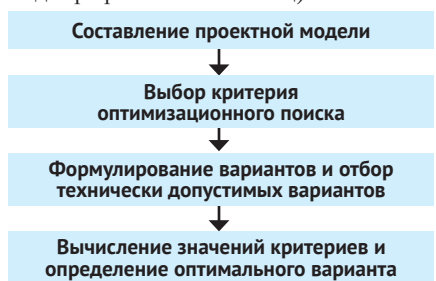 Составление проектной модели
Выбор критерия
оптимизационного поиска
Формулирование вариантов и отбор
технически допустимых вариантов
Вычисление значений критериев и
определение оптимального варианта